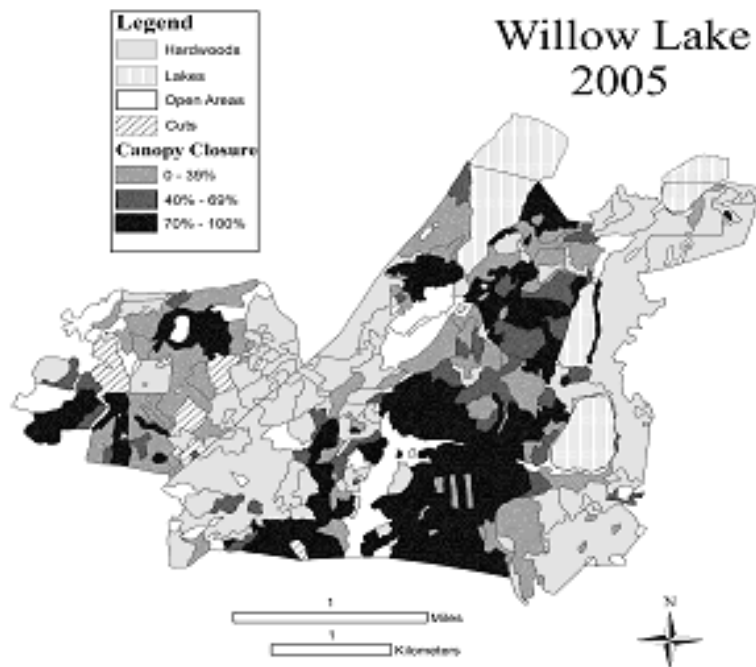 Willow Lake
2005
Legend
Hardwoods
Lakes
Open Areas
Cuts
Canopy Closure
0 - 39%
40% - 69%
70% - 100%
1
Miles
1
Kilometers
N